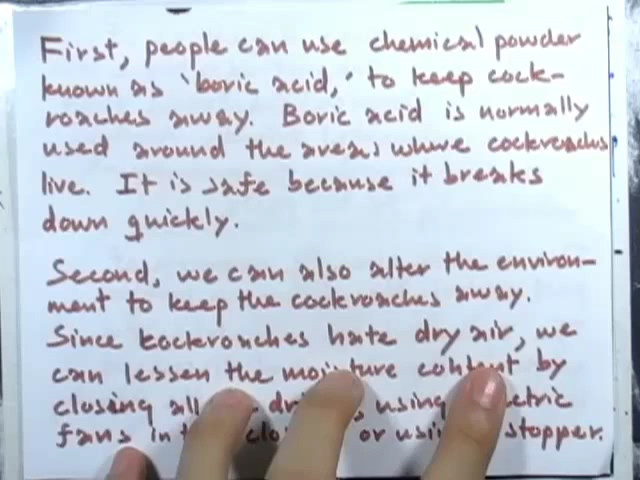 First, people can use chemical powder
known as 'boric acid,' to keep cock-
roaches away. Boric acid is normally
used around the areas where cockroaches
live. It is safe because it breaks
down quickly.
Second, we can also alter the environ-
ment to keep the cockroaches away.
Since cockroaches hate dry air, we
can lessen the moisture content by
closing all using
fans in or stopper.